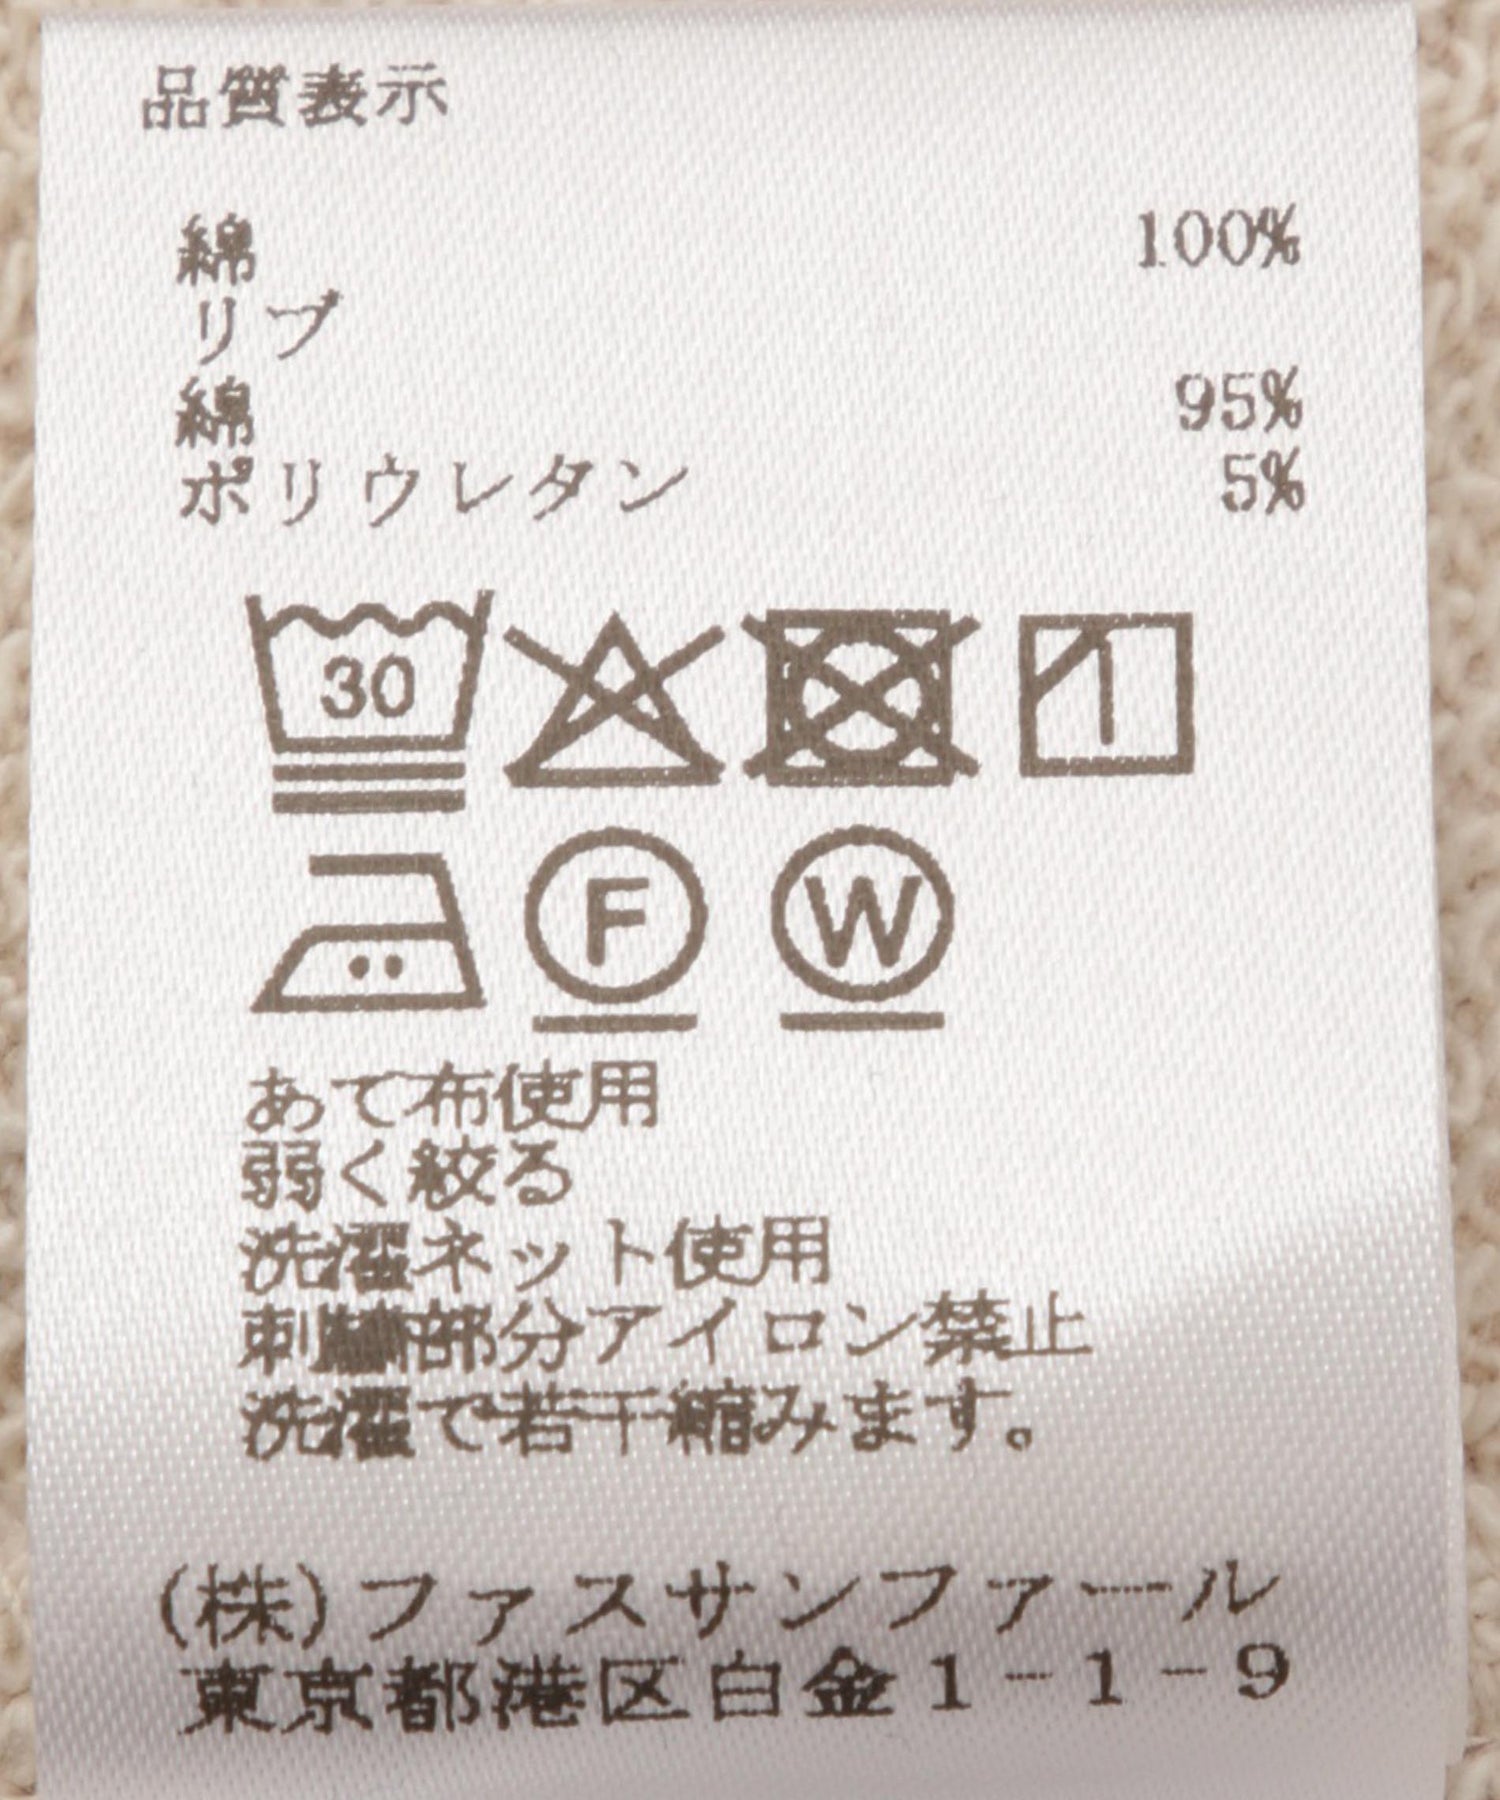 品質表示
綿 100%
リブ
綿 95%
ポリウレタン 5%
30
F W
あて布使用
弱く絞る
洗濯ネット使用
刺繍部分アイロン禁止
洗濯で若干縮みます。
(株)ファスサンファール
東京都港区白金1-1-9